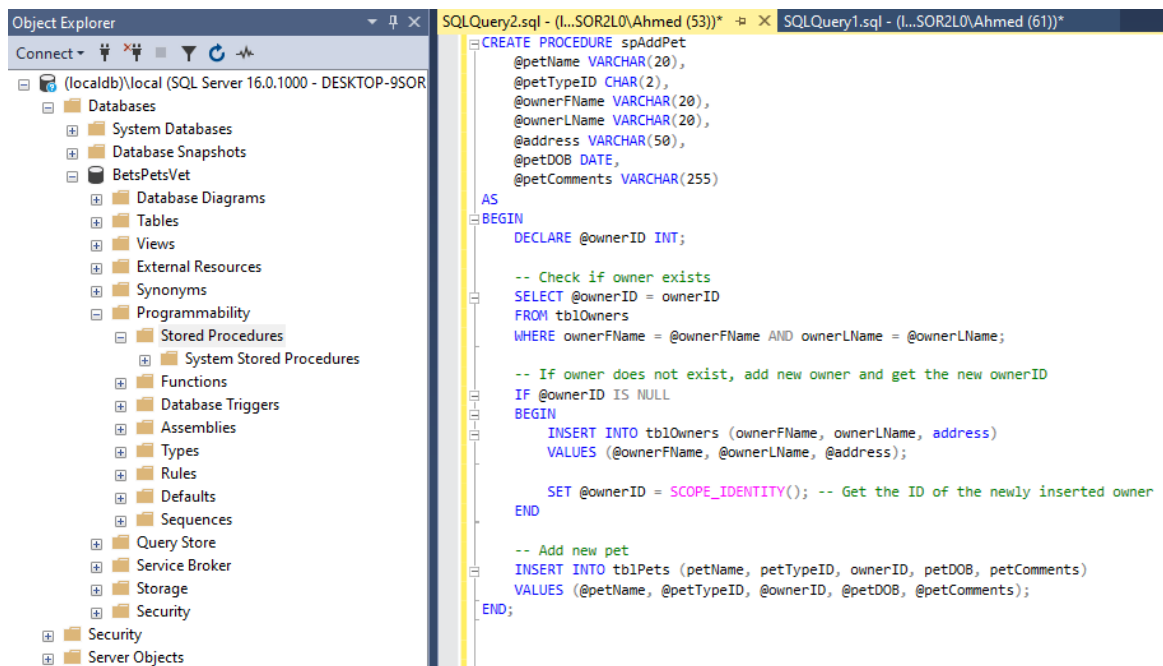 Object Explorer
Connect
(localdb)\local (SQL Server 16.0.1000 - DESKTOP-9SOR
Databases
System Databases
Database Snapshots
BetsPetsVet
Database Diagrams
Tables
Views
External Resources
Synonyms
Programmability
Stored Procedures
System Stored Procedures
Functions
Database Triggers
Assemblies
Types
Rules
Defaults
Sequences
Query Store
Service Broker
Storage
Security
Security
Server Objects
SQLQuery2.sql - (l...SOR2L0\Ahmed (53))*
SQLQuery1.sql - (l...SOR2L0\Ahmed (61))*
CREATE PROCEDURE spAddPet
@petName VARCHAR(20),
@petTypeID CHAR(2),
@ownerFName VARCHAR(20),
@ownerLName VARCHAR(20),
@address VARCHAR(50),
@petDOB DATE,
@petComments VARCHAR(255)
AS
BEGIN
DECLARE @ownerID INT;
-- Check if owner exists
SELECT @ownerID = ownerID
FROM tblOwners
WHERE ownerFName = @ownerFName AND ownerLName = @ownerLName;
-- If owner does not exist, add new owner and get the new ownerID
IF @ownerID IS NULL
BEGIN
INSERT INTO tblOwners (ownerFName, ownerLName, address)
VALUES (@ownerFName, @ownerLName, @address);
SET @ownerID = SCOPE_IDENTITY(); -- Get the ID of the newly inserted owner
END
-- Add new pet
INSERT INTO tblPets (petName, petTypeID, ownerID, petDOB, petComments)
VALUES (@petName, @petTypeID, @ownerID, @petDOB, @petComments);
END;